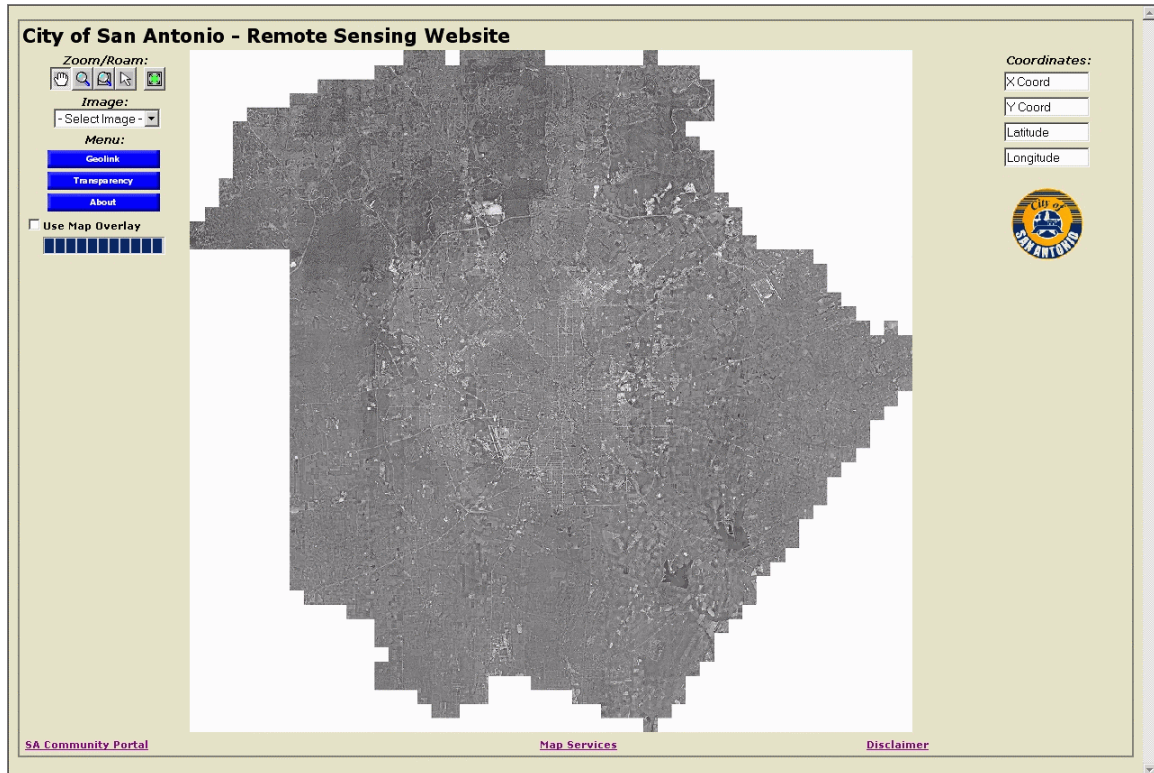 City of San Antonio - Remote Sensing Website
Zoom/Roam:
Image:
- Select Image -
Menu:
Geolink
Transparency
About
Use Map Overlay
Coordinates:
X Coord
Y Coord
Latitude
Longitude
City of
SAN ANTONIO
SA Community Portal
Map Services
Disclaimer